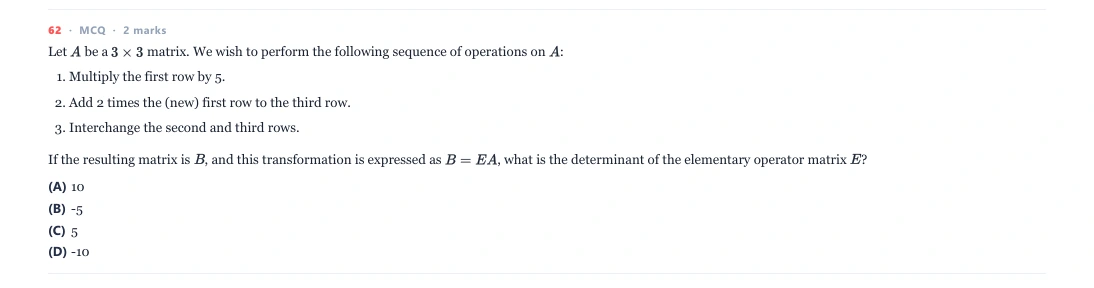 62 · MCQ · 2 marks
Let A be a 3 × 3 matrix. We wish to perform the following sequence of operations on A:
1. Multiply the first row by 5.
2. Add 2 times the (new) first row to the third row.
3. Interchange the second and third rows.
If the resulting matrix is B, and this transformation is expressed as B = EA, what is the determinant of the elementary operator matrix E?
(A) 10
(B) -5
(C) 5
(D) -10